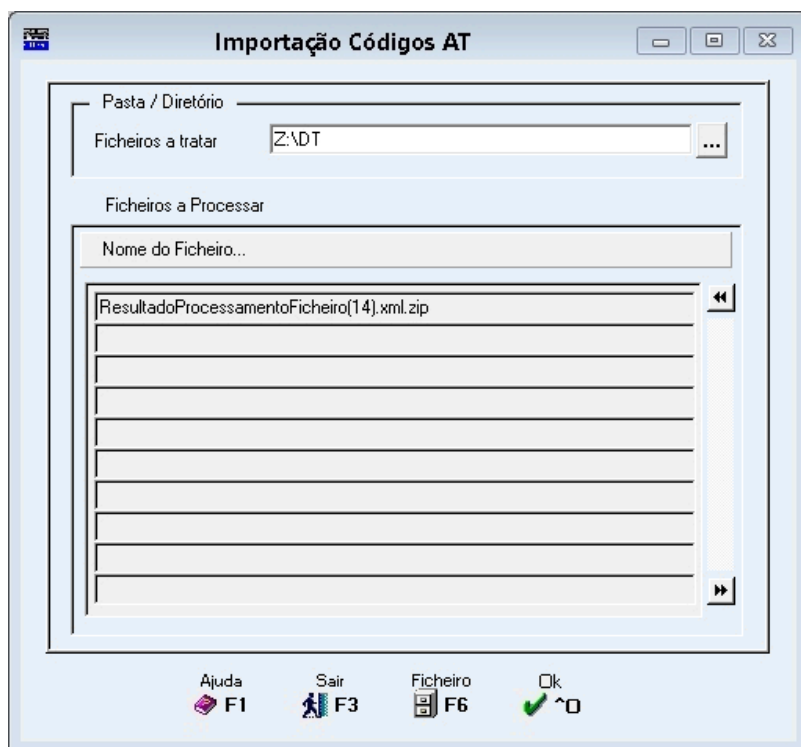 Importação Códigos AT
Pasta / Diretório
Ficheiros a tratar
Z:\DT
...
Ficheiros a Processar
Nome do Ficheiro...
ResultadoProcessamentoFicheiro(14).xml.zip
Ajuda Sair Ficheiro Ok
F1 F3 F6 ^O